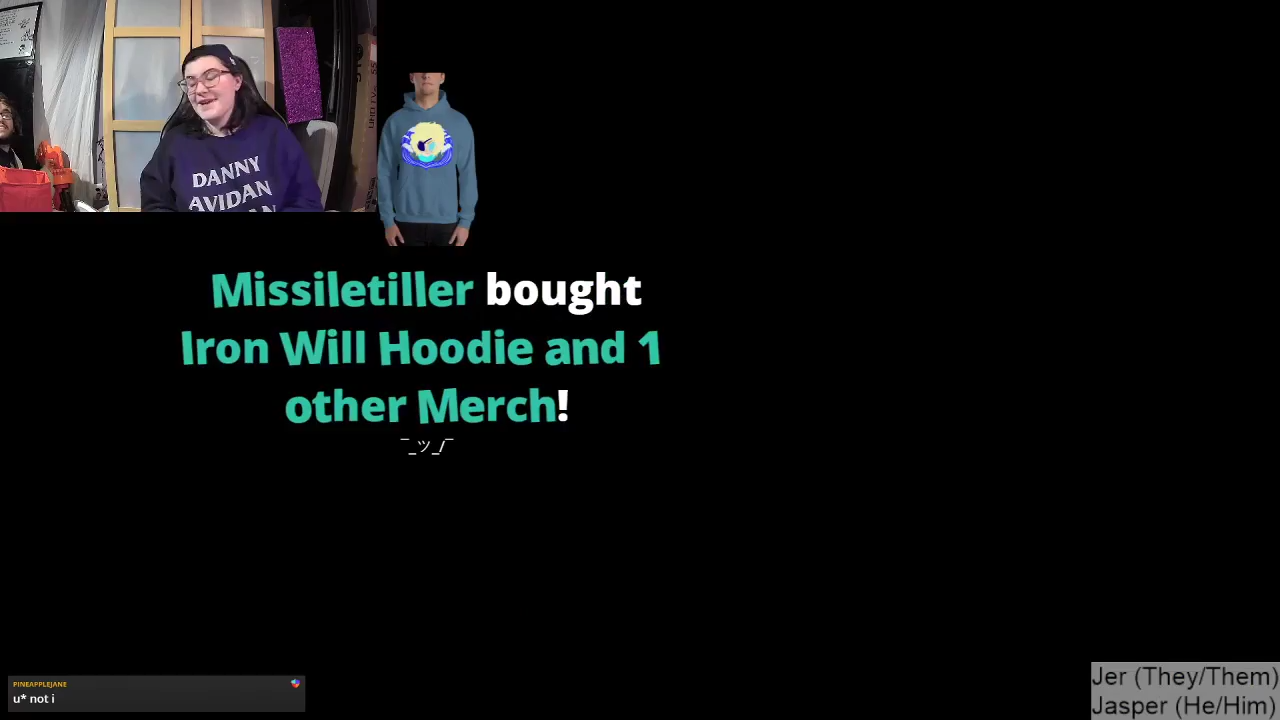 DANNY
AVIDAN
Missiletiller bought
Iron Will Hoodie and 1
other Merch!
¯_ツ_/¯
PINEAPPLEJANE
u* not i
Jer (They/Them)
Jasper (He/Him)